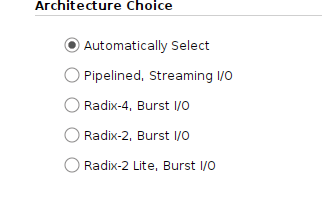 Architecture Choice
Automatically Select
Pipelined, Streaming I/O
Radix-4, Burst I/O
Radix-2, Burst I/O
Radix-2 Lite, Burst I/O